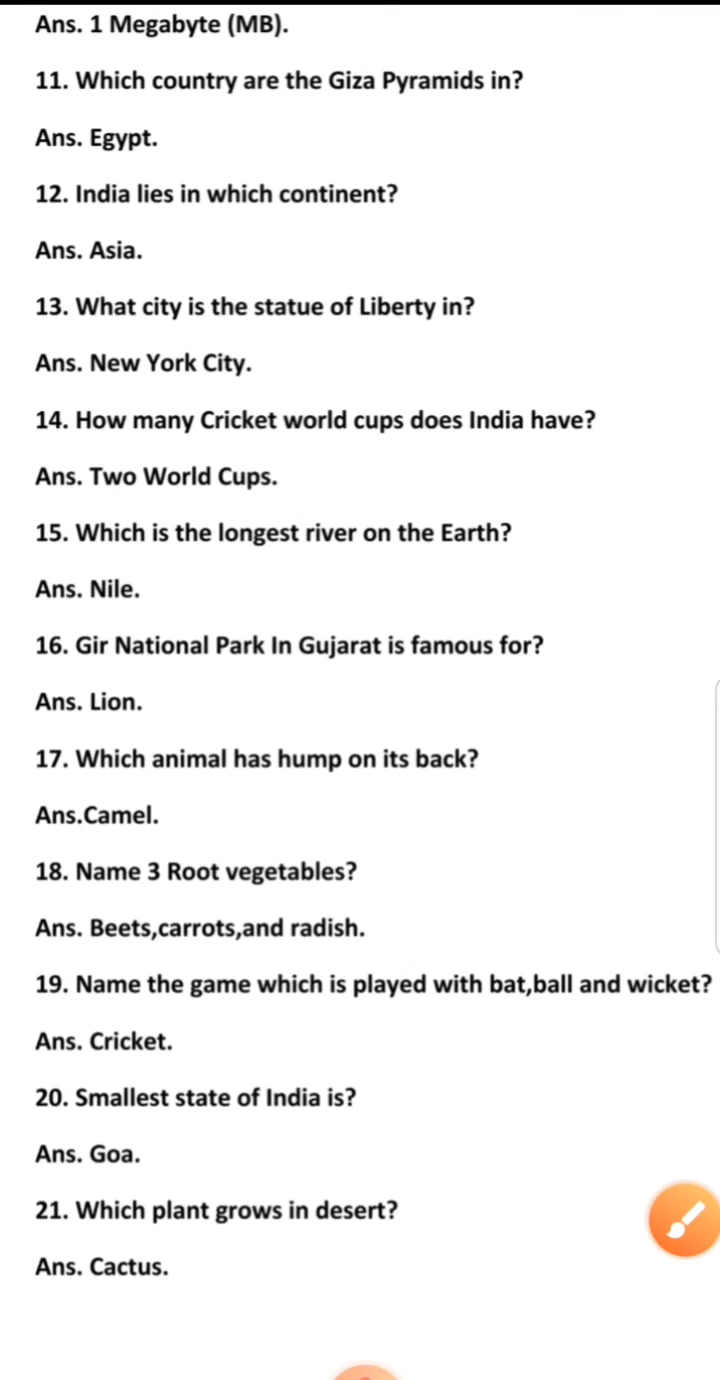 Ans. 1 Megabyte (MB).
11. Which country are the Giza Pyramids in?
Ans. Egypt.
12. India lies in which continent?
Ans. Asia.
13. What city is the statue of Liberty in?
Ans. New York City.
14. How many Cricket world cups does India have?
Ans. Two World Cups.
15. Which is the longest river on the Earth?
Ans. Nile.
16. Gir National Park In Gujarat is famous for?
Ans. Lion.
17. Which animal has hump on its back?
Ans.Camel.
18. Name 3 Root vegetables?
Ans. Beets,carrots,and radish.
19. Name the game which is played with bat,ball and wicket?
Ans. Cricket.
20. Smallest state of India is?
Ans. Goa.
21. Which plant grows in desert?
Ans. Cactus.